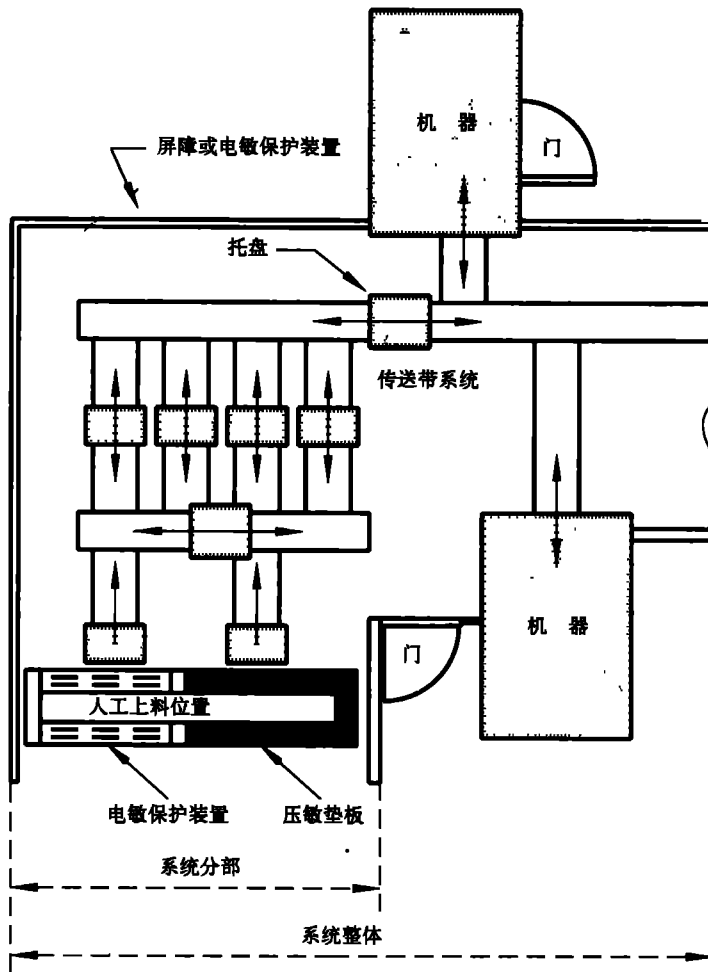 机 器
门
屏障或电敏保护装置
托盘
传送带系统
机 器
门
人工上料位置
电敏保护装置
压敏垫板
系统分部
系统整体